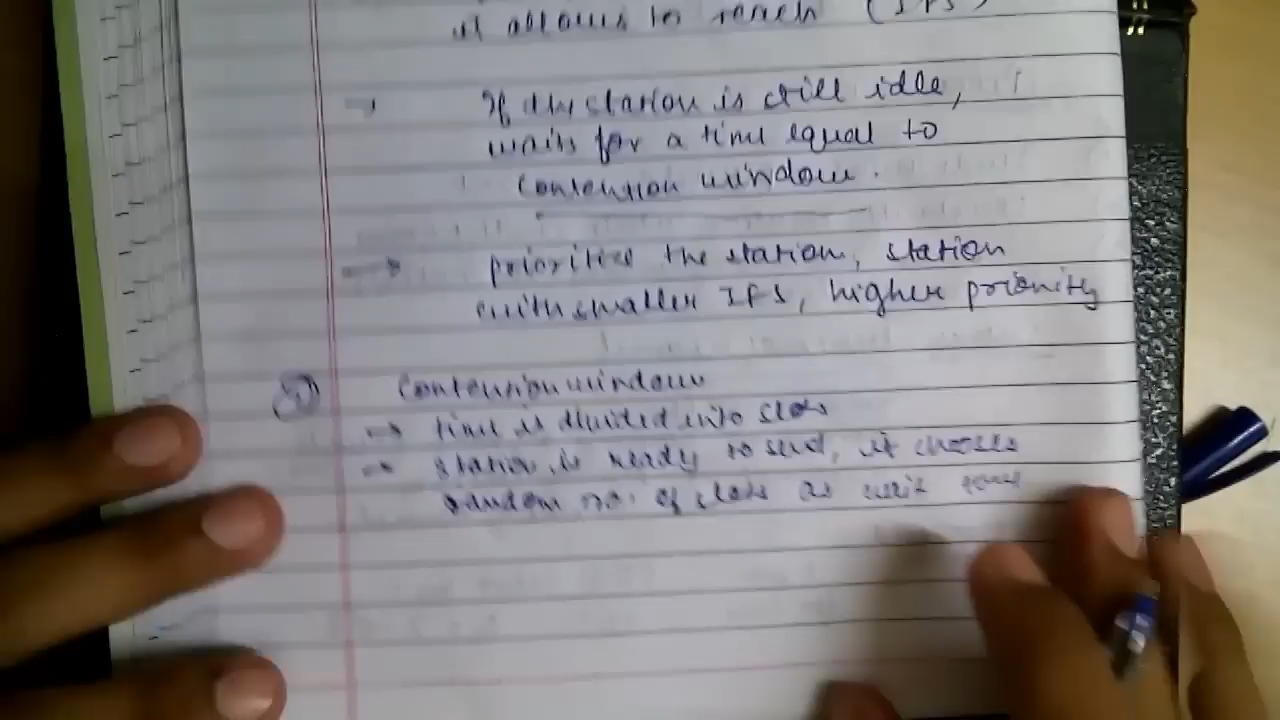 it allows to reach (IFS)
→ If the station is still idle,
waits for a time equal to
contention window.
→ priorities the station, station
with smaller IFS, higher priority
contention window
→ time is divided into slots
→ station is ready to send, it chooses
random no. of slots as wait time